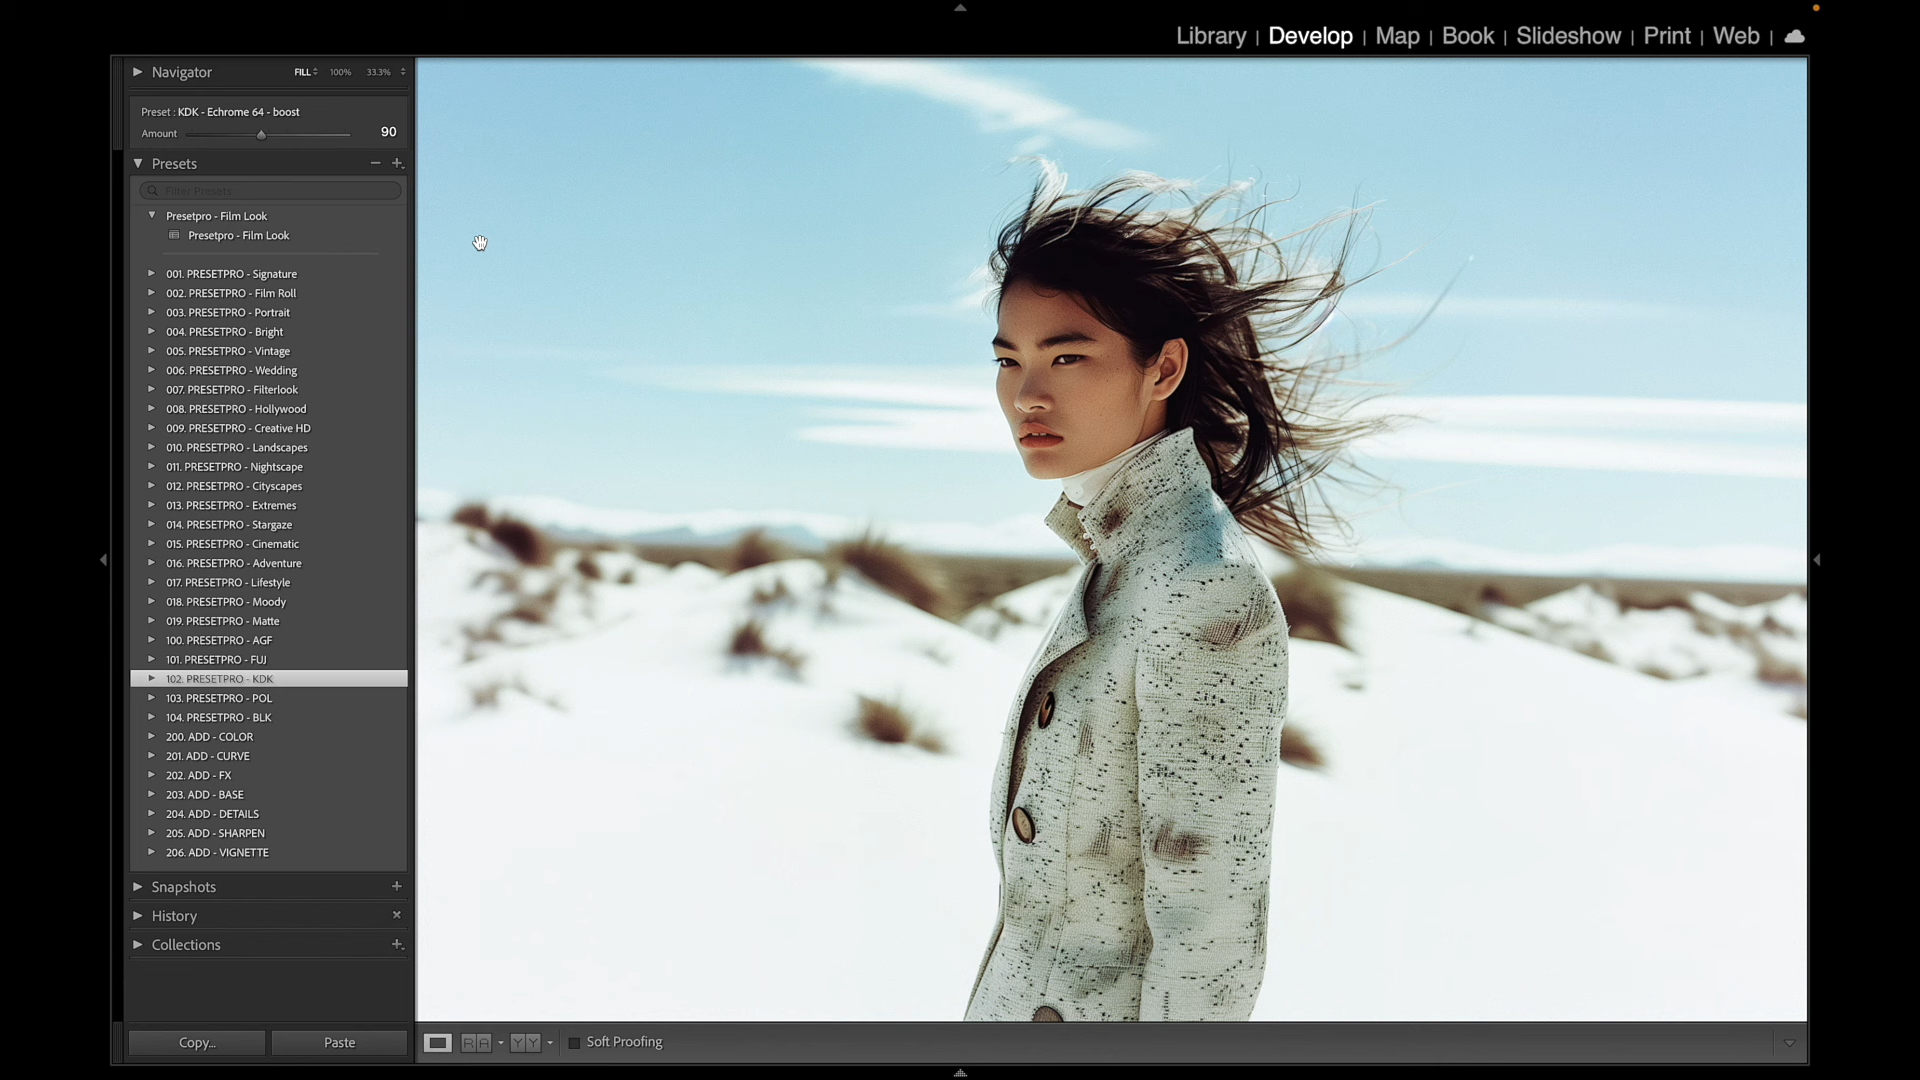 Library | Develop | Map | Book | Slideshow | Print | Web |
Navigator FILL 100% 33.3%
Preset : KDK - Echrome 64 - boost
Amount 90
Presets
Filter Presets
Presetpro - Film Look
Presetpro - Film Look
001. PRESETPRO - Signature
002. PRESETPRO - Film Roll
003. PRESETPRO - Portrait
004. PRESETPRO - Bright
005. PRESETPRO - Vintage
006. PRESETPRO - Wedding
007. PRESETPRO - Filterlook
008. PRESETPRO - Hollywood
009. PRESETPRO - Creative HD
010. PRESETPRO - Landscapes
011. PRESETPRO - Nightscape
012. PRESETPRO - Cityscapes
013. PRESETPRO - Extremes
014. PRESETPRO - Stargaze
015. PRESETPRO - Cinematic
016. PRESETPRO - Adventure
017. PRESETPRO - Lifestyle
018. PRESETPRO - Moody
019. PRESETPRO - Matte
100. PRESETPRO - AGF
101. PRESETPRO - FUJ
102. PRESETPRO - KDK
103. PRESETPRO - POL
104. PRESETPRO - BLK
200. ADD - COLOR
201. ADD - CURVE
202. ADD - FX
203. ADD - BASE
204. ADD - DETAILS
205. ADD - SHARPEN
206. ADD - VIGNETTE
Snapshots
History
Collections
Copy... Paste RA YY Soft Proofing